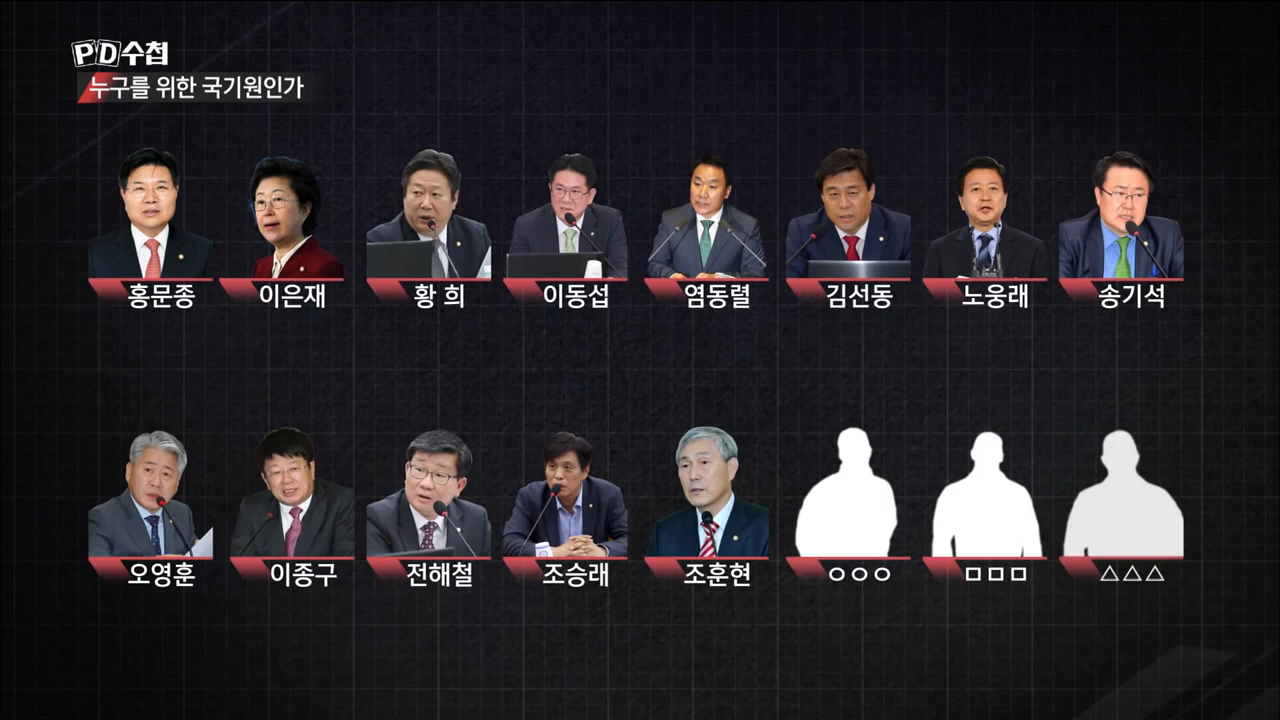 PD수첩
누구를 위한 국기원인가
홍문종 이은재 황 희 이동섭 염동렬 김선동 노웅래 송기석
오영훈 이종구 전해철 조승래 조훈현 ㅇㅇㅇ ㅁㅁㅁ △△△